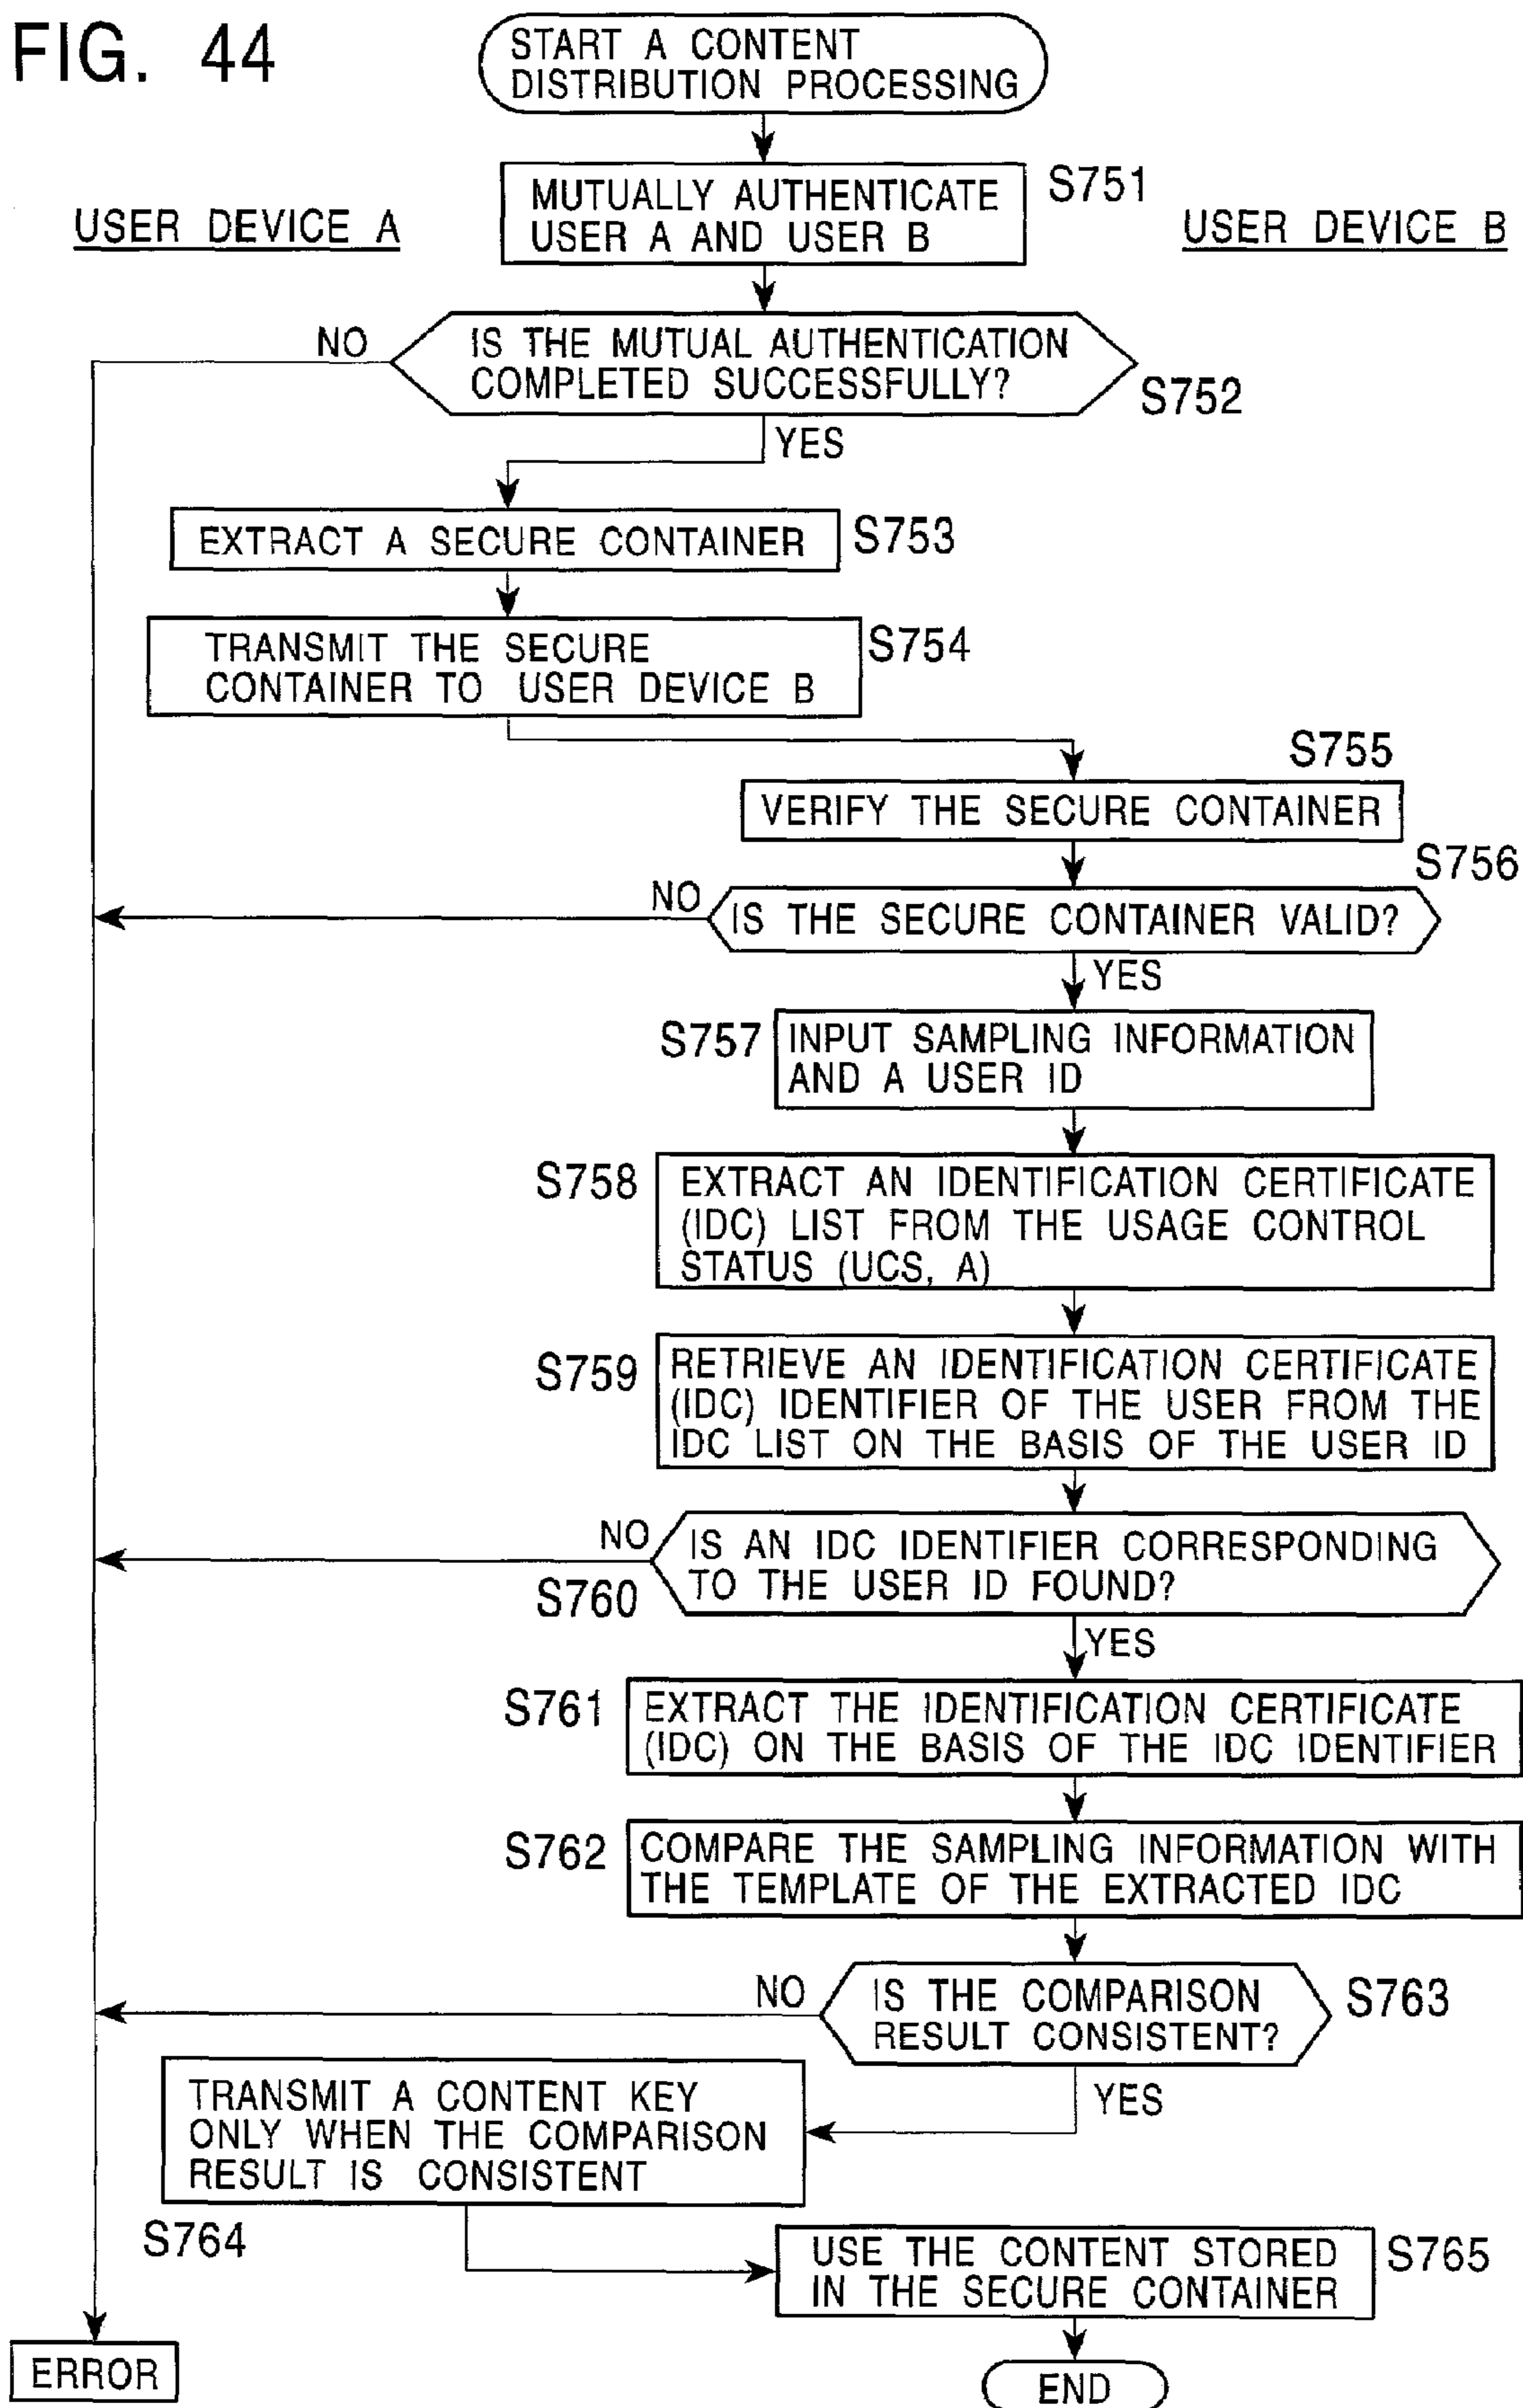 FIG. 44
START A CONTENT
DISTRIBUTION PROCESSING
USER DEVICE A
MUTUALLY AUTHENTICATE
USER A AND USER B
S751
USER DEVICE B
NO
IS THE MUTUAL AUTHENTICATION
COMPLETED SUCCESSFULLY?
S752
YES
EXTRACT A SECURE CONTAINER
S753
TRANSMIT THE SECURE
CONTAINER TO USER DEVICE B
S754
S755
VERIFY THE SECURE CONTAINER
S756
NO
IS THE SECURE CONTAINER VALID?
YES
S757
INPUT SAMPLING INFORMATION
AND A USER ID
S758
EXTRACT AN IDENTIFICATION CERTIFICATE
(IDC) LIST FROM THE USAGE CONTROL
STATUS (UCS, A)
S759
RETRIEVE AN IDENTIFICATION CERTIFICATE
(IDC) IDENTIFIER OF THE USER FROM THE
IDC LIST ON THE BASIS OF THE USER ID
NO
IS AN IDC IDENTIFIER CORRESPONDING
TO THE USER ID FOUND?
S760
YES
S761
EXTRACT THE IDENTIFICATION CERTIFICATE
(IDC) ON THE BASIS OF THE IDC IDENTIFIER
S762
COMPARE THE SAMPLING INFORMATION WITH
THE TEMPLATE OF THE EXTRACTED IDC
NO
IS THE COMPARISON
RESULT CONSISTENT?
S763
YES
TRANSMIT A CONTENT KEY
ONLY WHEN THE COMPARISON
RESULT IS CONSISTENT
S764
USE THE CONTENT STORED
IN THE SECURE CONTAINER
S765
ERROR
END